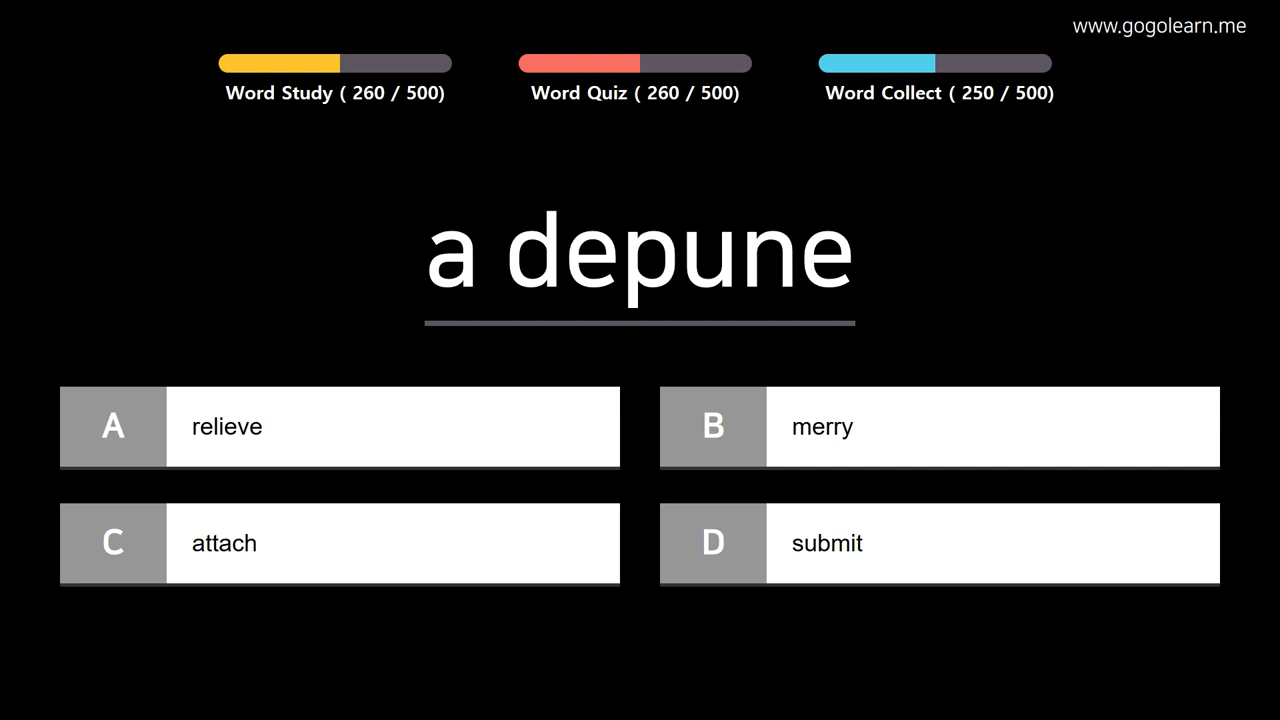 www.gogolearn.me
Word Study ( 260 / 500)
Word Quiz ( 260 / 500)
Word Collect ( 250 / 500)
a depune
A relieve
B merry
C attach
D submit